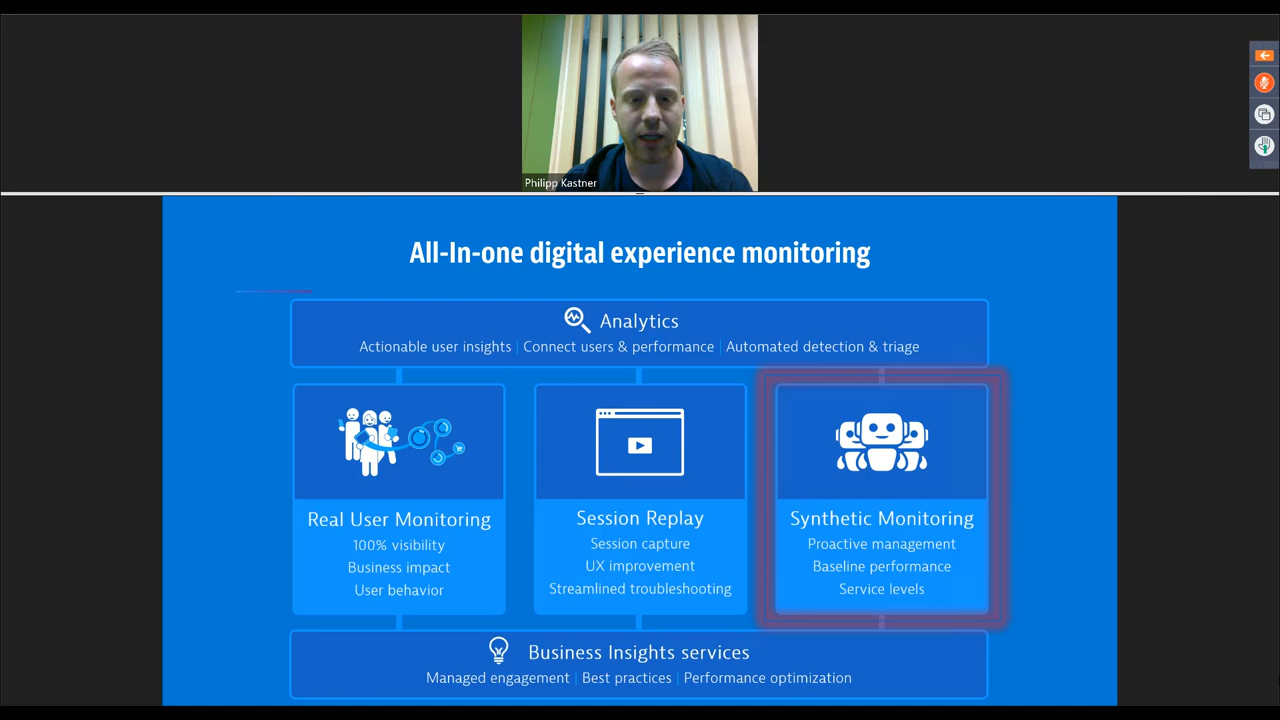 Philipp Kastner
All-In-one digital experience monitoring
Analytics
Actionable user insights | Connect users & performance | Automated detection & triage
Real User Monitoring
100% visibility
Business impact
User behavior
Session Replay
Session capture
UX improvement
Streamlined troubleshooting
Synthetic Monitoring
Proactive management
Baseline performance
Service levels
Business Insights services
Managed engagement | Best practices | Performance optimization